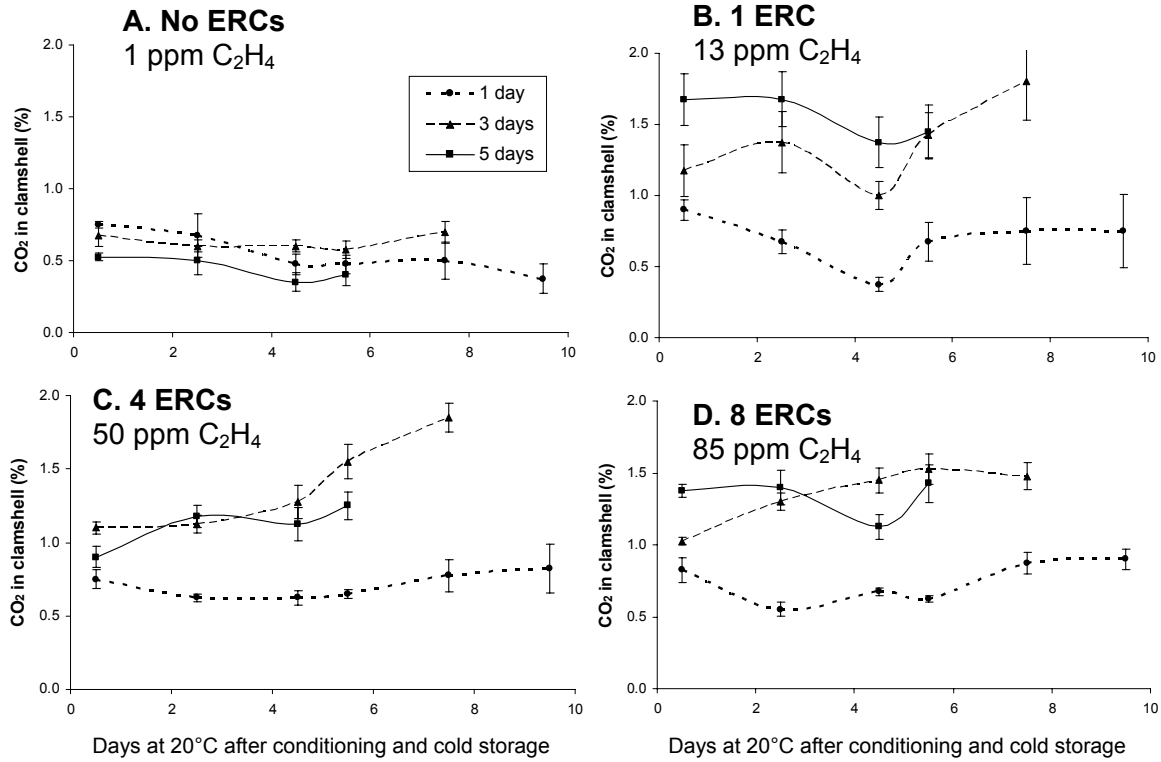 A. No ERCs
1 ppm C₂H₄
2.0
1.5
1.0
0.5
0.0
CO₂ in clamshell (%)
1 day
3 days
5 days
0 2 4 6 8 10
B. 1 ERC
13 ppm C₂H₄
2.0
1.5
1.0
0.5
0.0
CO₂ in clamshell (%)
0 2 4 6 8 10
C. 4 ERCs
50 ppm C₂H₄
2.0
1.5
1.0
0.5
0.0
CO₂ in clamshell (%)
0 2 4 6 8 10
Days at 20°C after conditioning and cold storage
D. 8 ERCs
85 ppm C₂H₄
2.0
1.5
1.0
0.5
0.0
CO₂ in clamshell (%)
0 2 4 6 8 10
Days at 20°C after conditioning and cold storage